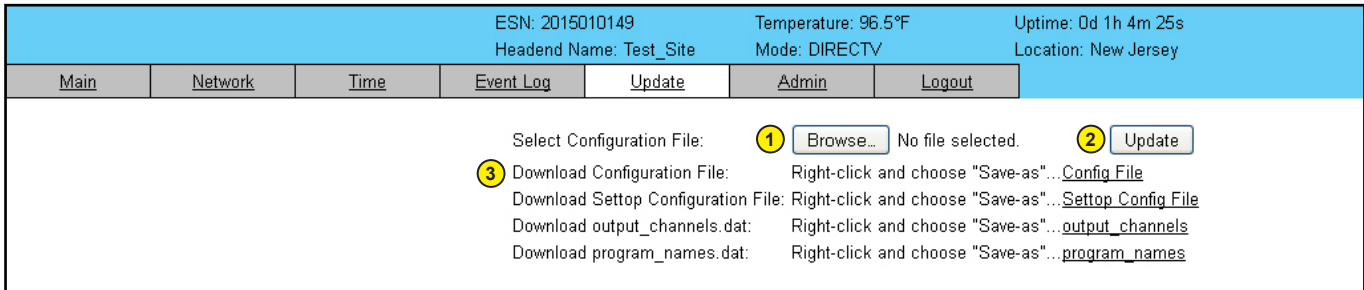 ESN: 2015010149 Temperature: 96.5°F Uptime: 0d 1h 4m 25s
Headend Name: Test_Site Mode: DIRECTV Location: New Jersey
Main Network Time Event Log Update Admin Logout
Select Configuration File: 1 Browse... No file selected. 2 Update
3 Download Configuration File: Right-click and choose "Save-as"...Config File
Download Settop Configuration File: Right-click and choose "Save-as"...Settop Config File
Download output_channels.dat: Right-click and choose "Save-as"...output_channels
Download program_names.dat: Right-click and choose "Save-as"...program_names